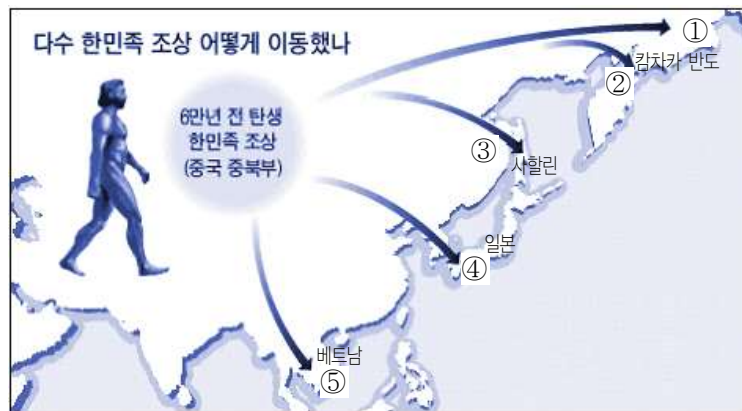 다수 한민족 조상 어떻게 이동했나
①
캄차카 반도
②
6만년 전 탄생
한민족 조상
(중국 중북부)
③
사할린
일본
④
베트남
⑤